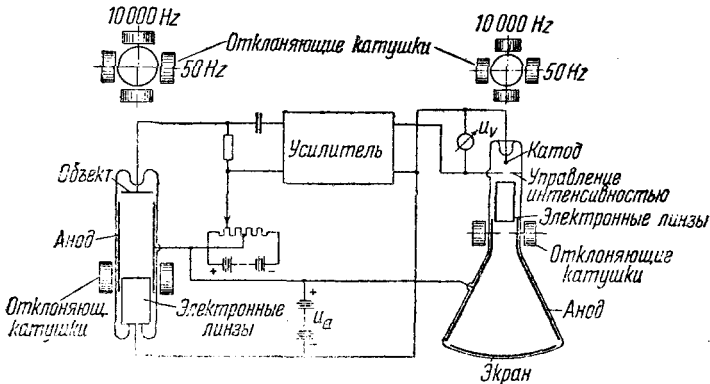 10 000 Hz
Отклоняющие катушки
50 Hz
10 000 Hz
50 Hz
Усилитель
u_v
Катод
Управление
интенсивностью
Электронные линзы
Отклоняющие
катушки
Анод
Экран
Объект
Анод
Отклоняющ.
катушки
Электронные
линзы
+ -
+
u_a
-